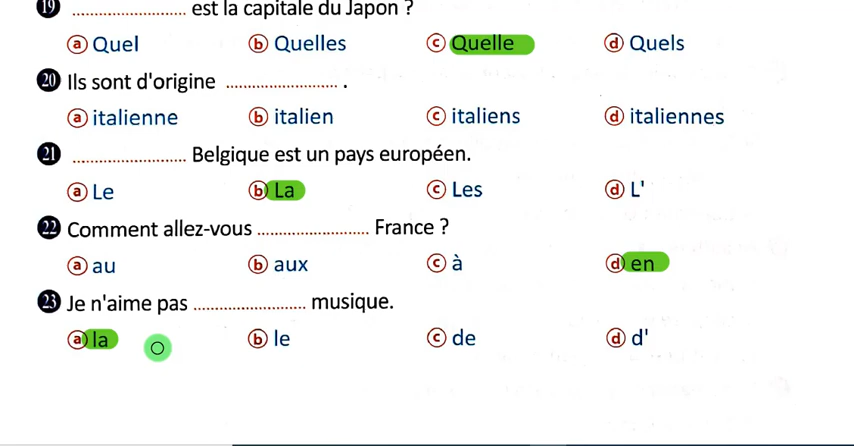 19 .......................... est la capitale du Japon ?
a Quel b Quelles c Quelle d Quels
20 Ils sont d'origine .......................... .
a italienne b italien c italiens d italiennes
21 .......................... Belgique est un pays européen.
a Le b La c Les d L'
22 Comment allez-vous .......................... France ?
a au b aux c à d en
23 Je n'aime pas .......................... musique.
a la b le c de d d'